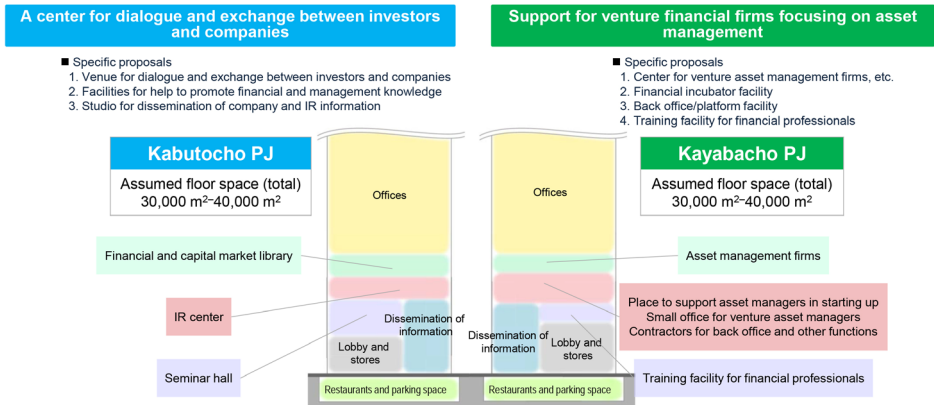 A center for dialogue and exchange between investors
and companies
■ Specific proposals
1. Venue for dialogue and exchange between investors and companies
2. Facilities for help to promote financial and management knowledge
3. Studio for dissemination of company and IR information
Kabutocho PJ
Assumed floor space (total)
30,000 m²–40,000 m²
Offices
Financial and capital market library
IR center
Dissemination of
information
Lobby and
stores
Seminar hall
Restaurants and parking space
Support for venture financial firms focusing on asset
management
■ Specific proposals
1. Center for venture asset management firms, etc.
2. Financial incubator facility
3. Back office/platform facility
4. Training facility for financial professionals
Kayabacho PJ
Assumed floor space (total)
30,000 m²–40,000 m²
Offices
Asset management firms
Place to support asset managers in starting up
Small office for venture asset managers
Contractors for back office and other functions
Dissemination
of information
Lobby and
stores
Training facility for financial professionals
Restaurants and parking space